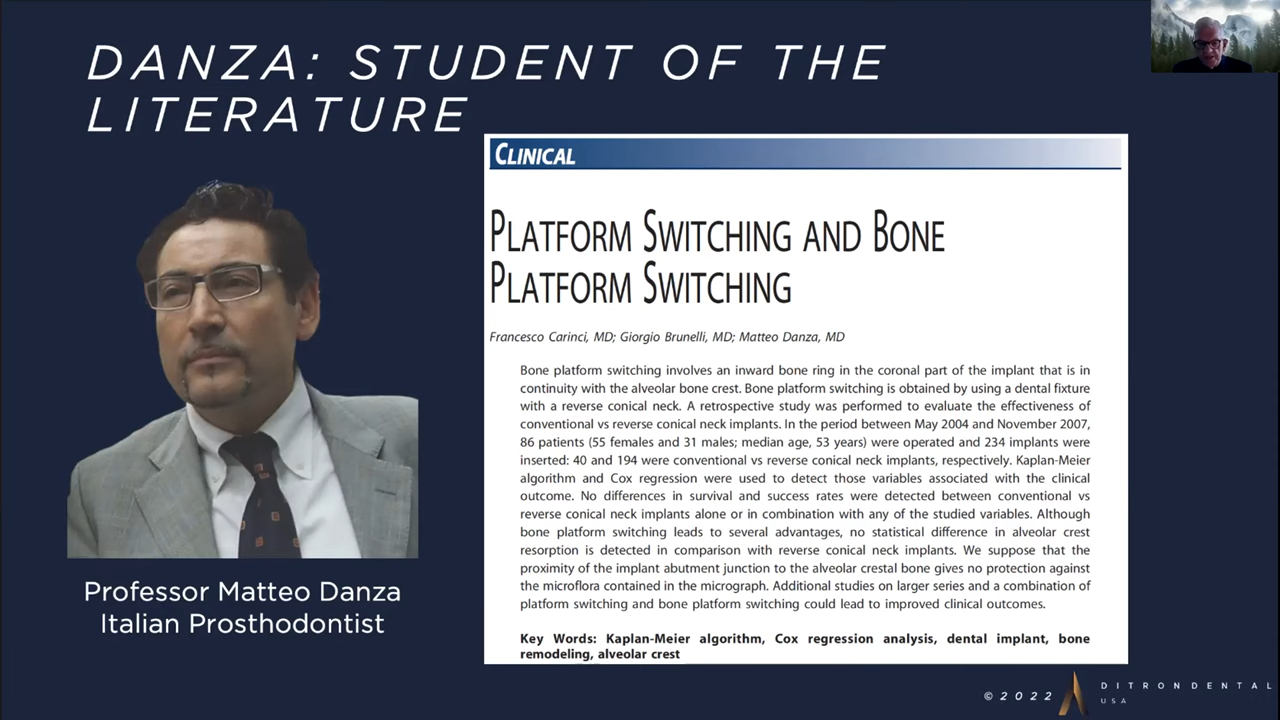 DANZA: STUDENT OF THE
LITERATURE
CLINICAL
PLATFORM SWITCHING AND BONE
PLATFORM SWITCHING
Francesco Carinci, MD; Giorgio Brunelli, MD; Matteo Danza, MD
Bone platform switching involves an inward bone ring in the coronal part of the implant that is in
continuity with the alveolar bone crest. Bone platform switching is obtained by using a dental fixture
with a reverse conical neck. A retrospective study was performed to evaluate the effectiveness of
conventional vs reverse conical neck implants. In the period between May 2004 and November 2007,
86 patients (55 females and 31 males; median age, 53 years) were operated and 234 implants were
inserted: 40 and 194 were conventional vs reverse conical neck implants, respectively. Kaplan-Meier
algorithm and Cox regression were used to detect those variables associated with the clinical
outcome. No differences in survival and success rates were detected between conventional vs
reverse conical neck implants alone or in combination with any of the studied variables. Although
bone platform switching leads to several advantages, no statistical difference in alveolar crest
resorption is detected in comparison with reverse conical neck implants. We suppose that the
proximity of the implant abutment junction to the alveolar crestal bone gives no protection against
the microflora contained in the micrograph. Additional studies on larger series and a combination of
platform switching and bone platform switching could lead to improved clinical outcomes.
Key Words: Kaplan-Meier algorithm, Cox regression analysis, dental implant, bone
remodeling, alveolar crest
Professor Matteo Danza
Italian Prosthodontist
©2022
DITRONDENTAL
USA